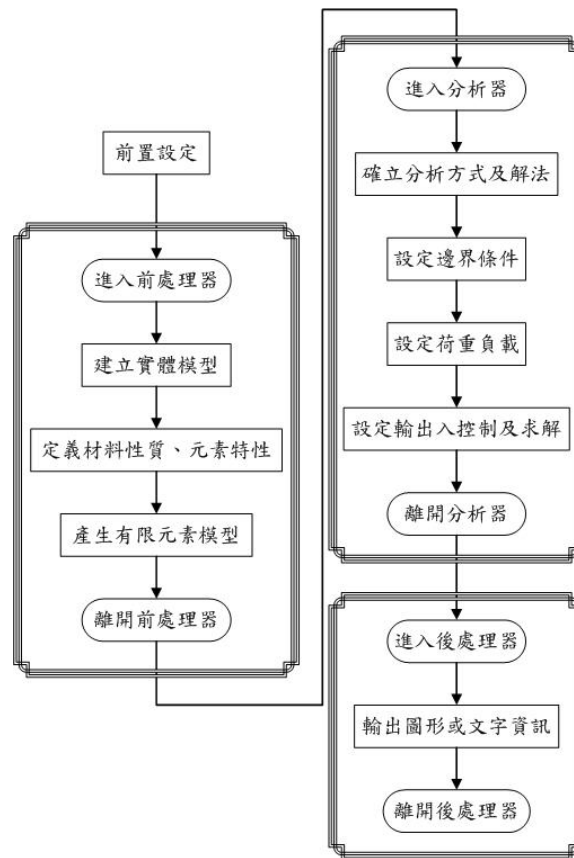 前置設定
進入前處理器
建立實體模型
定義材料性質、元素特性
產生有限元素模型
離開前處理器
進入分析器
確立分析方式及解法
設定邊界條件
設定荷重負載
設定輸出入控制及求解
離開分析器
進入後處理器
輸出圖形或文字資訊
離開後處理器